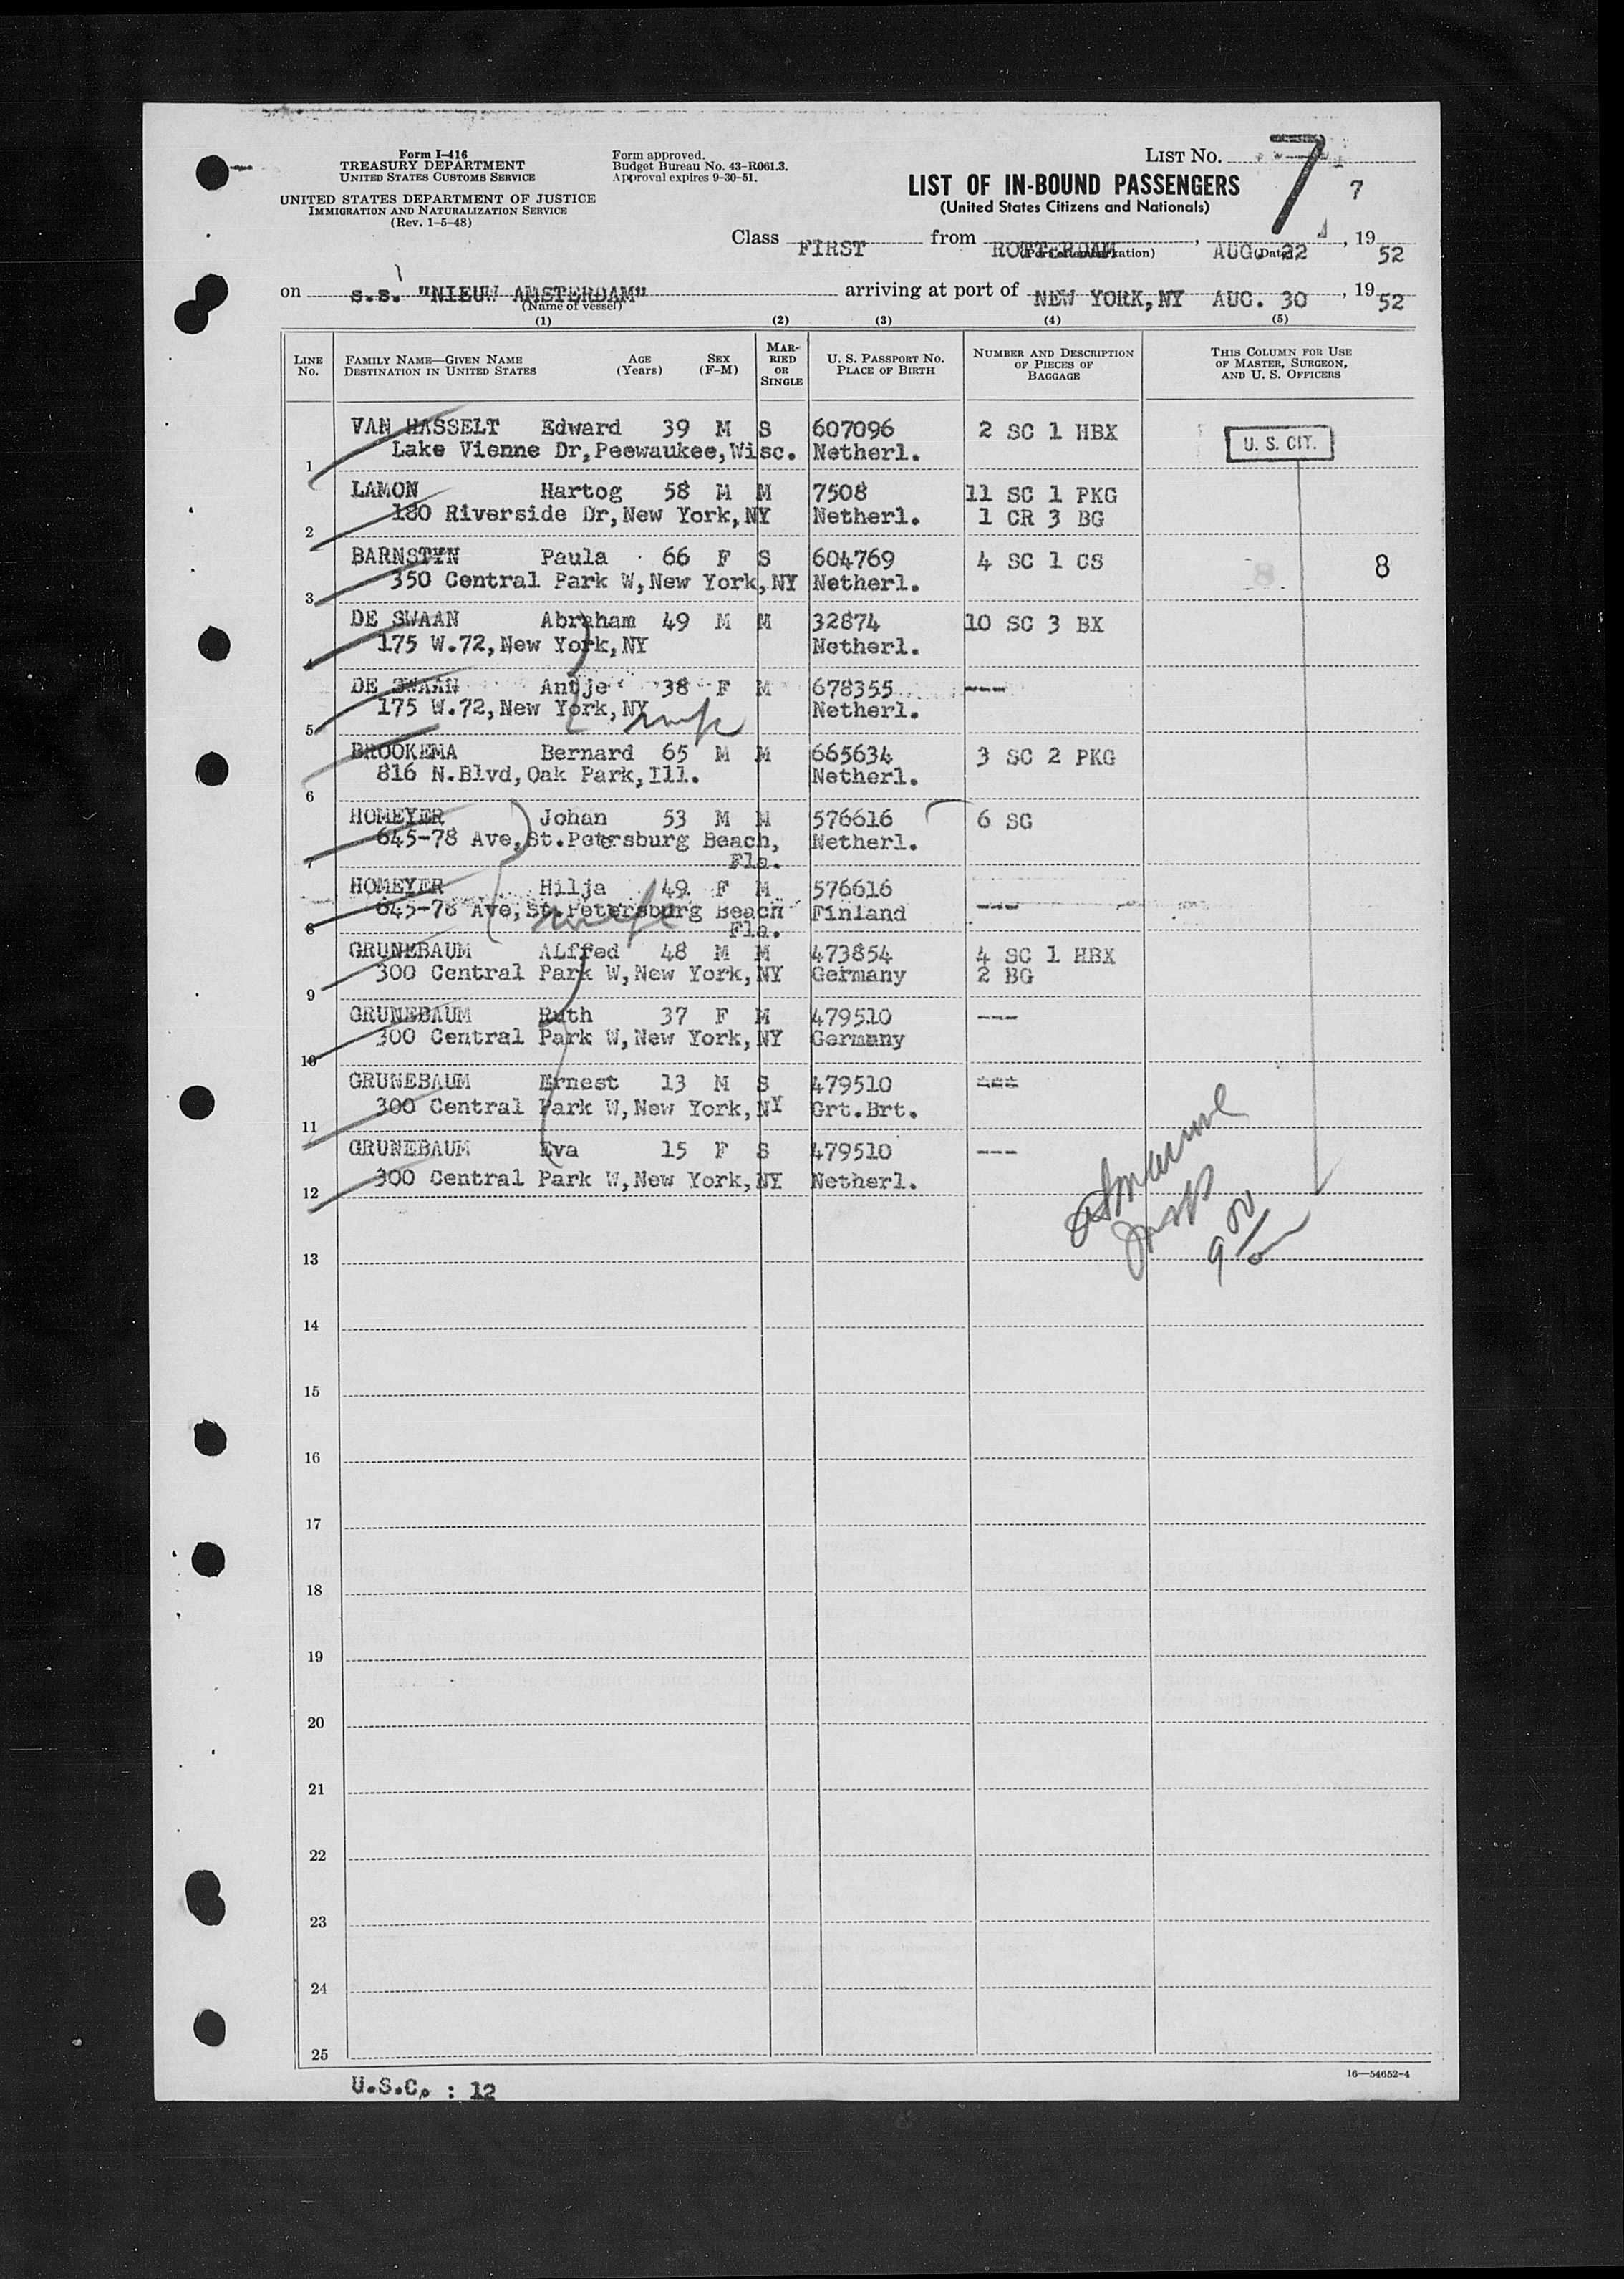 Form I-416
TREASURY DEPARTMENT
UNITED STATES CUSTOMS SERVICE
UNITED STATES DEPARTMENT OF JUSTICE
IMMIGRATION AND NATURALIZATION SERVICE
(Rev. 1-5-48)
Form approved.
Budget Bureau No. 43-R061.3.
Approval expires 9-30-51.
LIST NO. 7
7
LIST OF IN-BOUND PASSENGERS
(United States Citizens and Nationals)
Class FIRST from ROTTERDAM, AUG. 22, 1952
(Port of embarkation) (Date)
on s.s. "NIEUW AMSTERDAM" arriving at port of NEW YORK, NY AUG. 30, 1952
(Name of vessel)
(1) (2) (3) (4) (5)
LINE NO. FAMILY NAME—GIVEN NAME DESTINATION IN UNITED STATES AGE (Years) SEX (F-M) MARRIED OR SINGLE U. S. PASSPORT NO. PLACE OF BIRTH NUMBER AND DESCRIPTION OF PIECES OF BAGGAGE THIS COLUMN FOR USE OF MASTER, SURGEON, AND U. S. OFFICERS
VAN HASSELT Edward 39 M S 607096 2 SC 1 HBX U. S. CIT.
1 Lake Vienne Dr, Peewaukee, Wisc. Netherl.
LAMON Hartog 58 M M 7508 11 SC 1 PKG
2 180 Riverside Dr, New York, NY Netherl. 1 CR 3 BG
BARNSTYN Paula 66 F S 604769 4 SC 1 CS 8
3 350 Central Park W, New York, NY Netherl.
DE SWAAN Abraham 49 M M 32874 10 SC 3 BX
4 175 W.72, New York, NY Netherl.
DE SWAAN Antje 38 F M 678355 ---
5 175 W.72, New York, NY wife Netherl.
BROOKEMA Bernard 65 M M 665634 3 SC 2 PKG
6 816 N.Blvd, Oak Park, Ill. Netherl.
HOMEYER Johan 53 M M 576616 6 SC
7 645-78 Ave, St.Petersburg Beach, Netherl.
Fla.
HOMEYER Hilja 49 F M 576616
8 645-78 Ave, St.Petersburg Beach Finland ---
wife Fla.
GRUNEBAUM ALffed 48 M M 473854 4 SC 1 HBX
9 300 Central Park W, New York, NY Germany 2 BG
GRUNEBAUM Ruth 37 F M 479510 ---
10 300 Central Park W, New York, NY Germany
GRUNEBAUM Ernest 13 M S 479510 ---
11 300 Central Park W, New York, NY Grt.Brt.
GRUNEBAUM Eva 15 F S 479510 ---
12 300 Central Park W, New York, NY Netherl.
13
14
15
16
17
18
19
20
21
22
23
24
25
16—54652-4
U.S.C. : 12